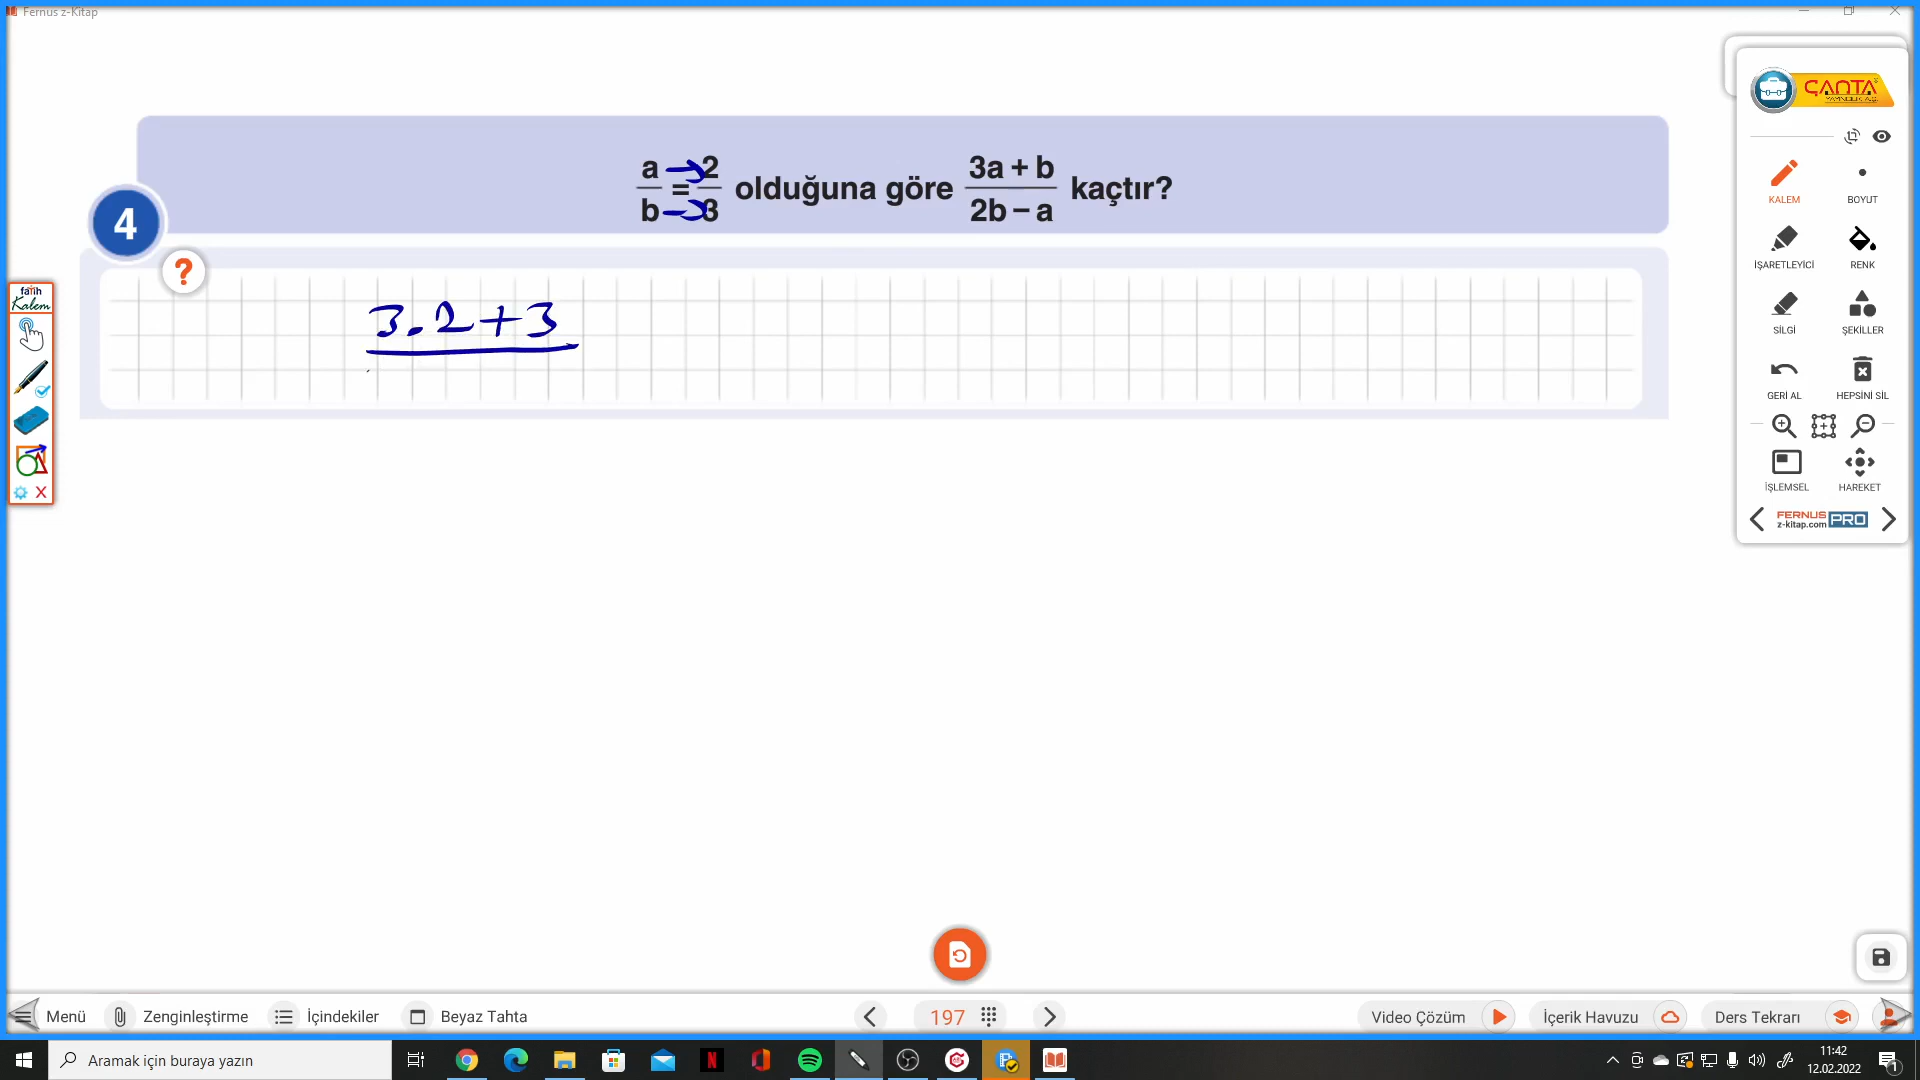 Fernus z-Kitap
ÇANTA
YAYINCILIK A.Ş.
a → 2
— = — olduğuna göre 3a + b / 2b – a kaçtır?
b → 3
4
?
3.2+3
fatih
Kalem
KALEM
BOYUT
İŞARETLEYİCİ
RENK
SİLGİ
ŞEKİLLER
GERİ AL
HEPSİNİ SİL
İŞLEMSEL
HAREKET
FERNUS
z-kitap.com PRO
Menü
Zenginleştirme
İçindekiler
Beyaz Tahta
197
Video Çözüm
İçerik Havuzu
Ders Tekrarı
Aramak için buraya yazın
11:42
12.02.2022
1